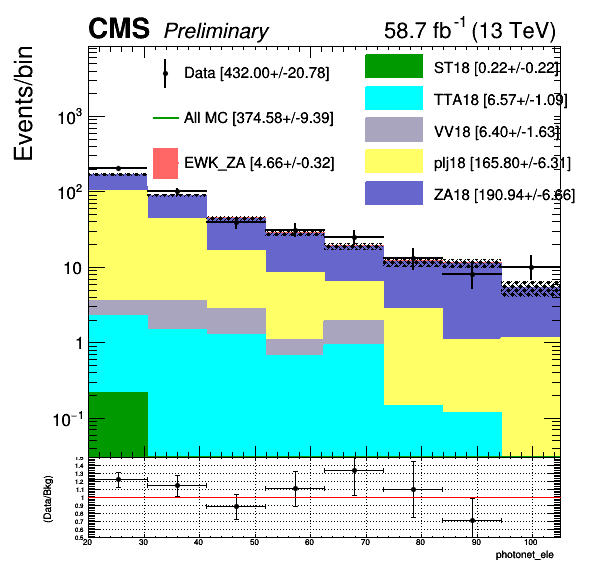 CMS Preliminary 58.7 fb⁻¹ (13 TeV)
Events/bin
Data [432.00+/-20.78]
All MC [374.58+/-9.39]
EWK_ZA [4.66+/-0.32]
ST18 [0.22+/-0.22]
TTA18 [6.57+/-1.09]
VV18 [6.40+/-1.63]
plj18 [165.80+/-6.31]
ZA18 [190.94+/-6.66]
10³
10²
10
1
10⁻¹
(Data/Bkg)
1.5
1.4
1.3
1.2
1.1
1
0.9
0.8
0.7
0.6
0.5
20 30 40 50 60 70 80 90 100
photonet_ele